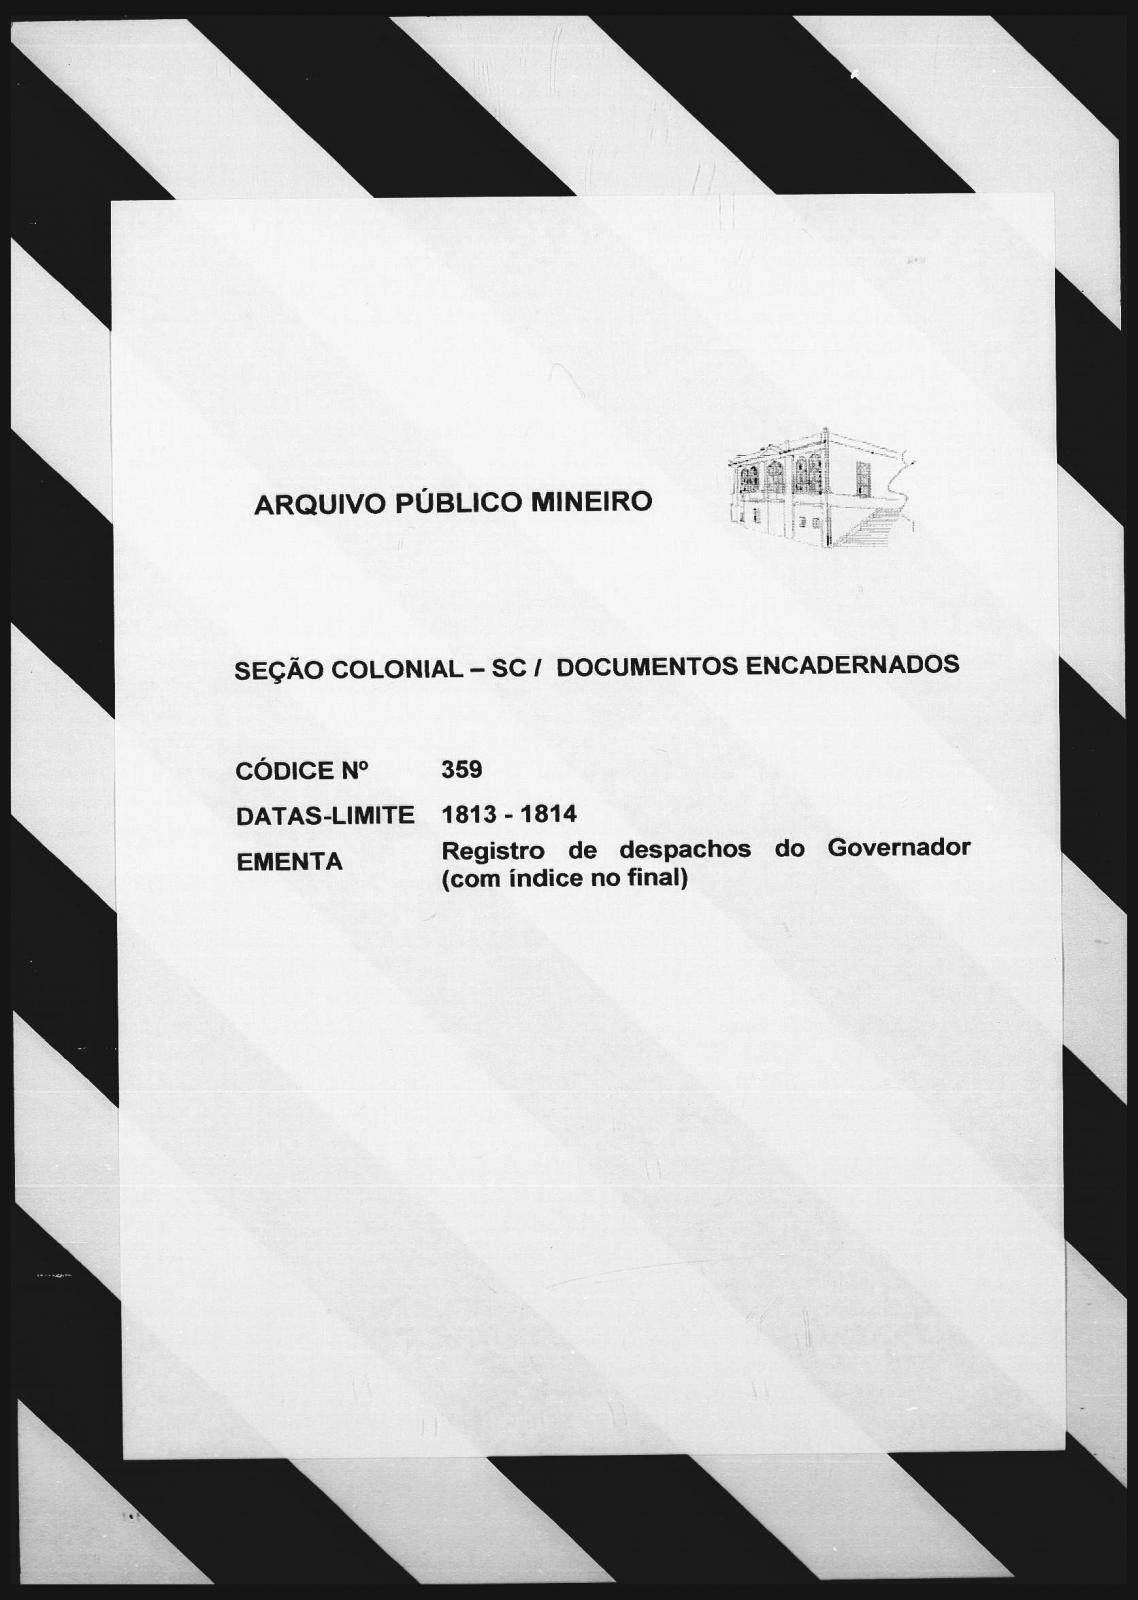 ARQUIVO PÚBLICO MINEIRO
SEÇÃO COLONIAL – SC / DOCUMENTOS ENCADERNADOS
CÓDICE Nº 359
DATAS-LIMITE 1813 - 1814
EMENTA Registro de despachos do Governador
(com índice no final)